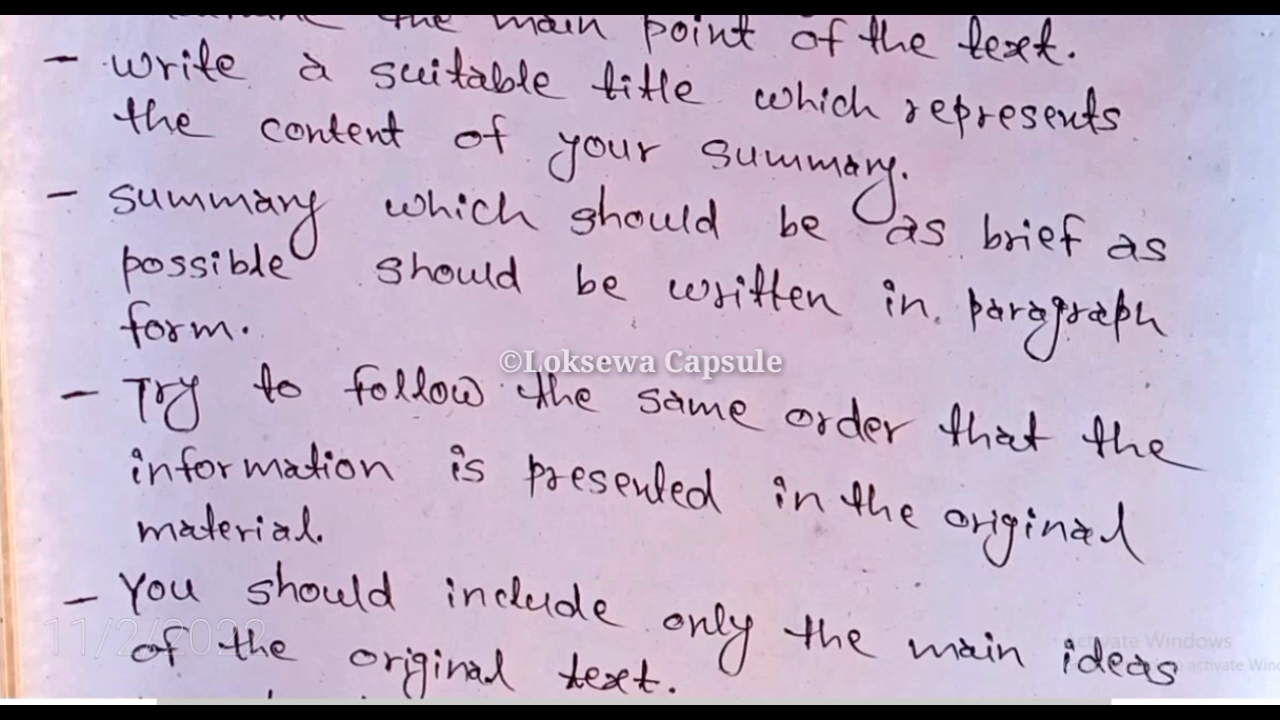 the main point of the text.
- write a suitable title which represents
the content of your summary.
- summary which should be as brief as
possible should be written in paragraph
form.
©Loksewa Capsule
- Try to follow the same order that the
information is presented in the original
material.
- You should include only the main ideas
of the original text.
Activate Windows